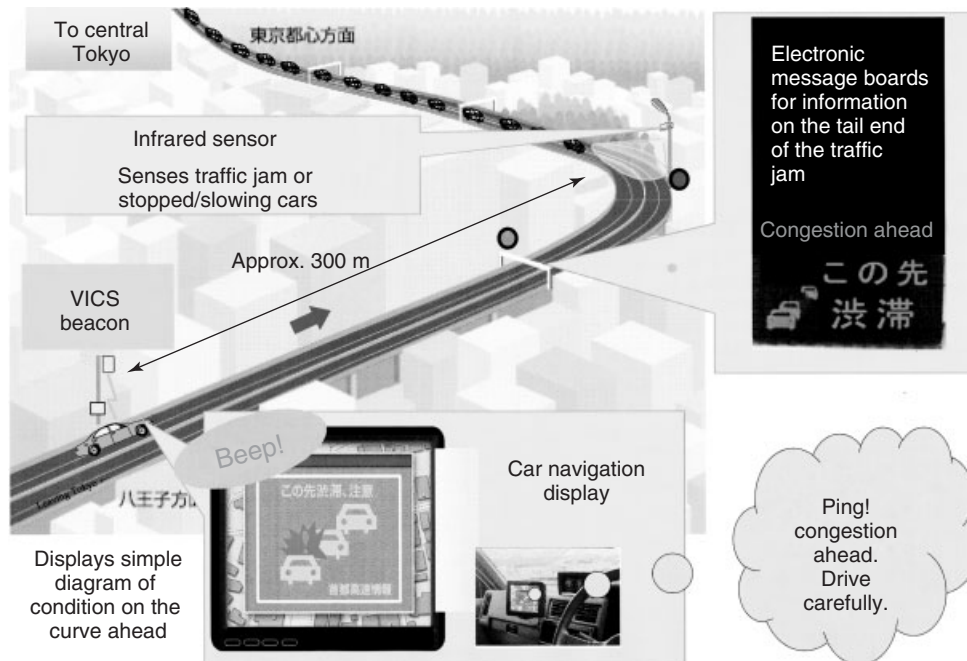 To central
Tokyo
東京都心方面
Infrared sensor
Senses traffic jam or
stopped/slowing cars
Electronic
message boards
for information
on the tail end
of the traffic
jam
Congestion ahead
この先
渋滞
Approx. 300 m
VICS
beacon
Leaving Tokyo
八王子方面
Beep!
この先渋滞、注意
首都高速情報
Car navigation
display
Displays simple
diagram of
condition on the
curve ahead
Ping!
congestion
ahead.
Drive
carefully.